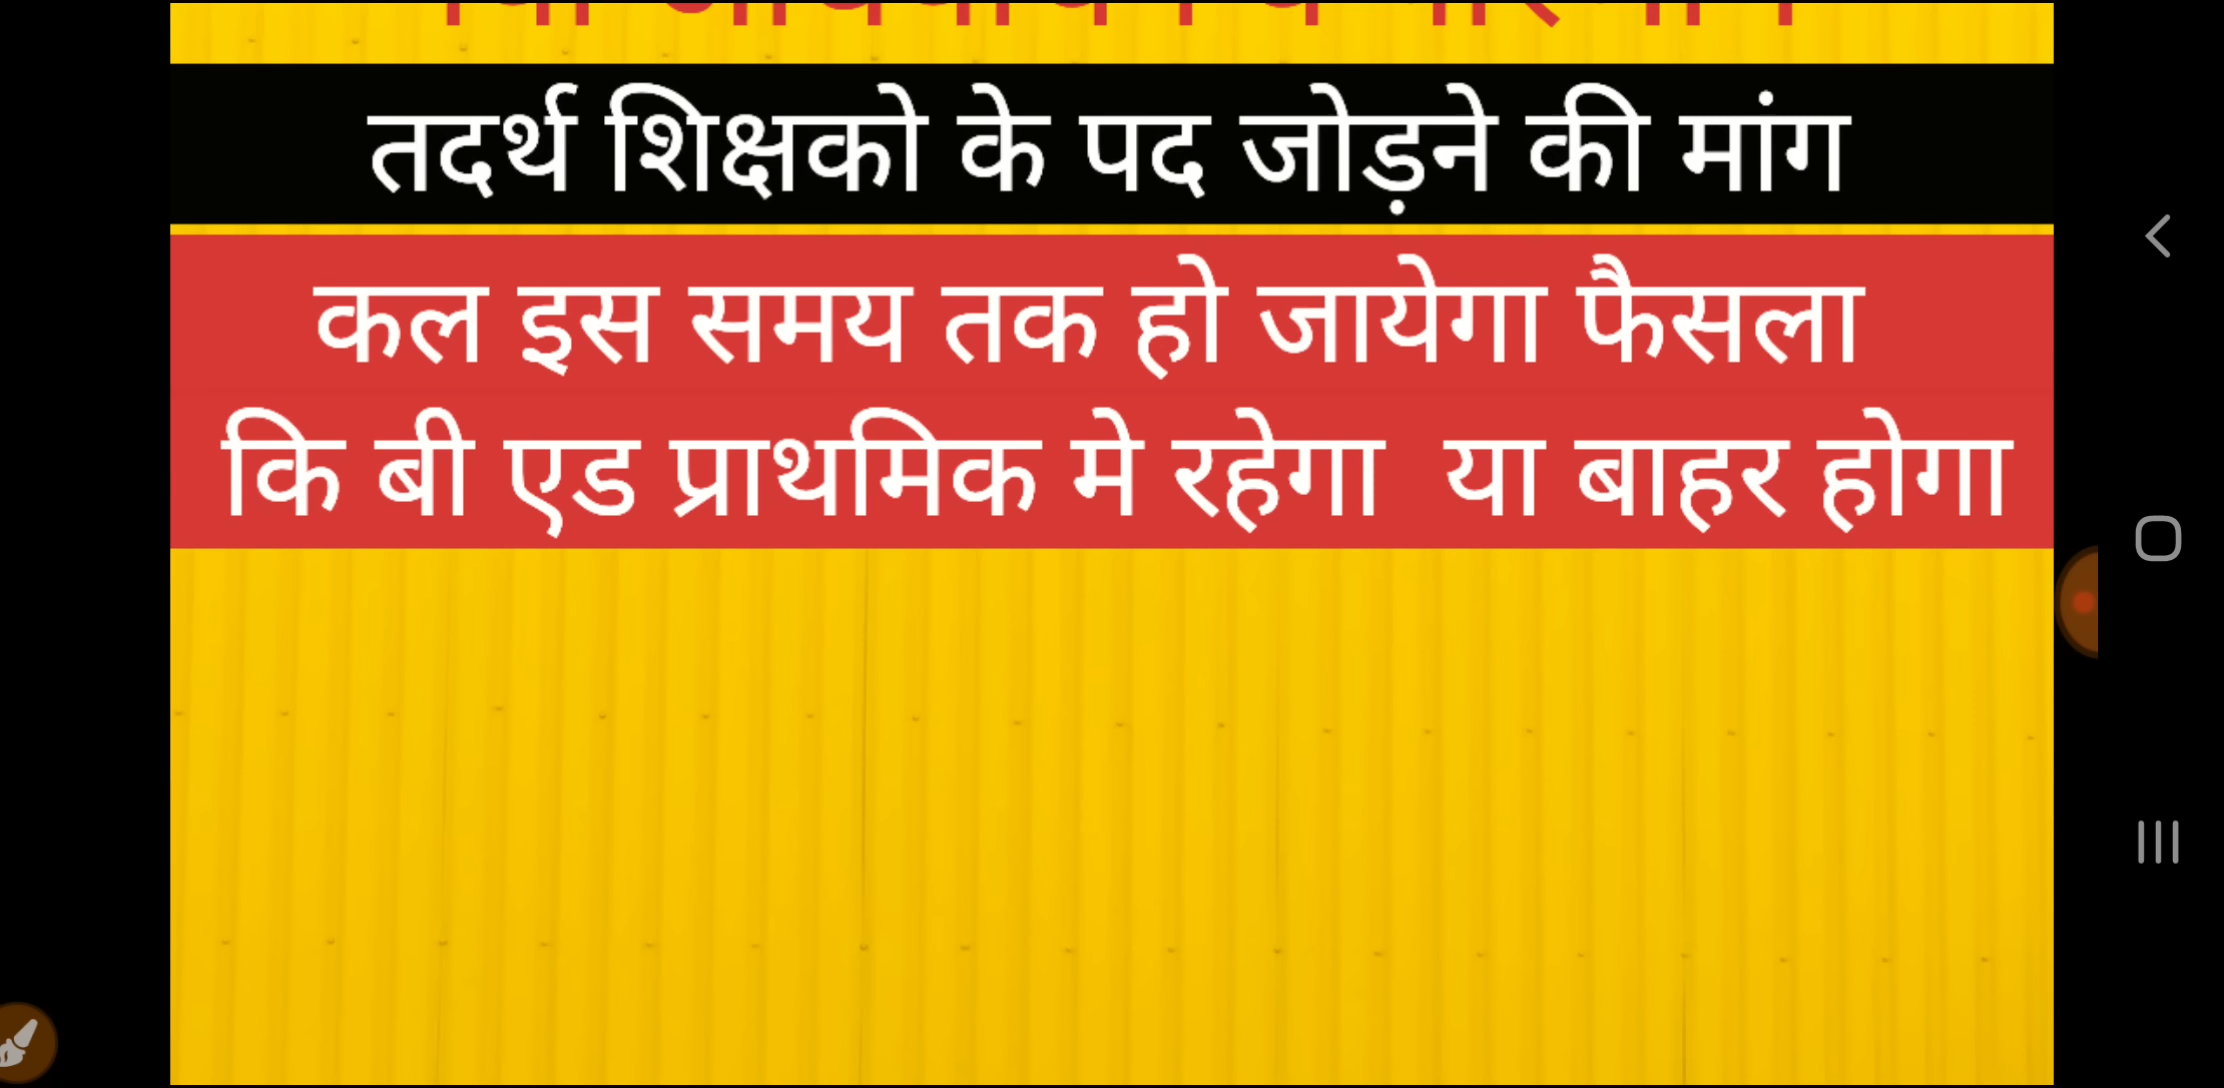 तदर्थ शिक्षको के पद जोड़ने की मांग
कल इस समय तक हो जायेगा फैसला
कि बी एड प्राथमिक मे रहेगा या बाहर होगा